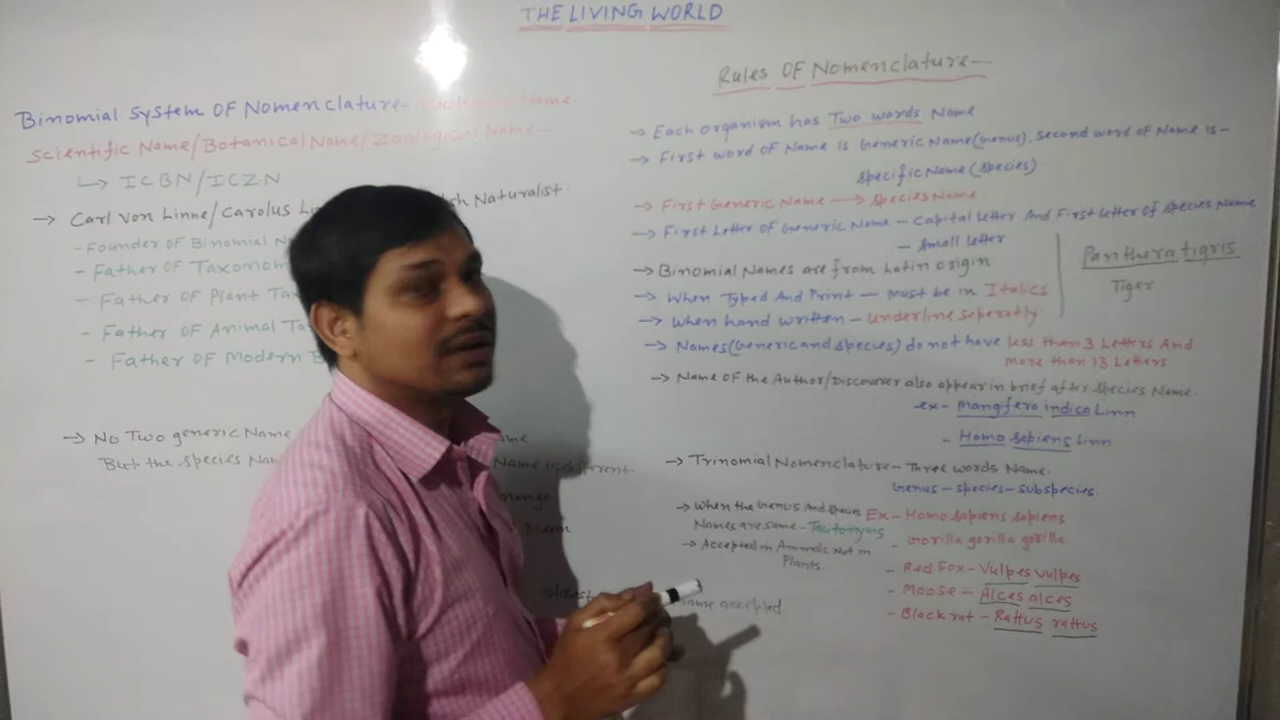 THE LIVING WORLD
Binomial System OF Nomenclature- Name.
Scientific Name/Botanical Name/Zoological Name-
↳ ICBN/ICZN
→ Carl Von Linne/Carolus Naturalist.
- Founder OF Binomial
- Father OF
- Father OF Plant
- Father OF Animal
- Father OF Modern
→ No Two generic Name
But the species
Name is different.
mango
name accepted.
Rules OF Nomenclature-
→ Each organism has Two words Name
→ First word OF Name is Generic Name(Genus), Second word of Name is-
Specific Name (Species)
→ First Generic Name → Species Name
→ First Letter OF Generic Name - Capital letter And First letter Of Species Name
- Small letter
→ Binomial Names are from Latin origin
→ When Typed And Print - must be in Italics
→ When hand written - underline seperatly
Panthera tigris
Tiger
→ Names(Generic and species) do not have less than 3 Letters And
more than 13 Letters.
→ Name OF the Author/Discoverer also appear in brief after Species Name.
ex- Mangifera indica Linn
- Homo sapiens Linn
→ Trinomial Nomenclature - Three words Name.
Genus - species - subspecies.
→ When the Genus And Species
Names are same - Tautonyms
→ Accepted in Animals Not in
Plants.
Ex - Homo sapiens sapiens
- Gorilla gorilla gorilla.
- Red Fox - Vulpes vulpes
- Moose - Alces alces
- Black rat - Rattus rattus